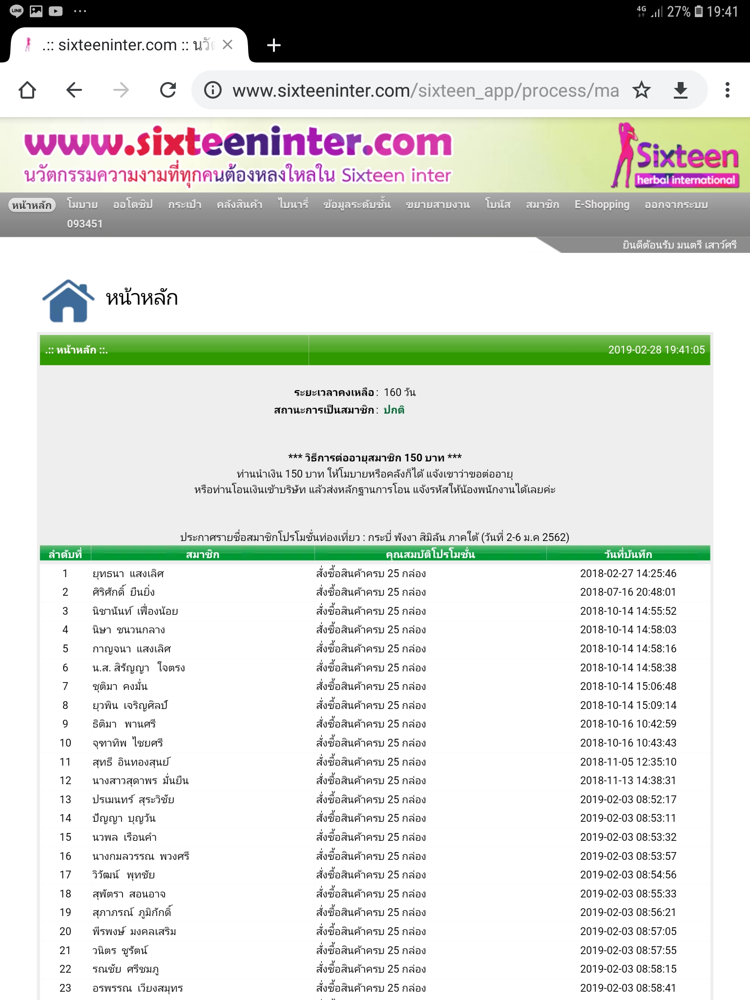 LINE
4G 27% 19:41
.:: sixteeninter.com :: นวัต
www.sixteeninter.com/sixteen_app/process/ma
www.sixteeninter.com
นวัตกรรมความงามที่ทุกคนต้องหลงใหลใน Sixteen inter
Sixteen
herbal international
หน้าหลัก โมบาย ออโตชิป กระเป๋า คลังสินค้า ไบนารี่ ข้อมูลระดับชั้น ขยายสายงาน โบนัส สมาชิก E-Shopping ออกจากระบบ
093451
ยินดีต้อนรับ มนตรี เสาว์ศรี
หน้าหลัก
.:: หน้าหลัก ::. 2019-02-28 19:41:05
ระยะเวลาคงเหลือ : 160 วัน
สถานะการเป็นสมาชิก : ปกติ
*** วิธีการต่ออายุสมาชิก 150 บาท ***
ท่านนำเงิน 150 บาท ให้โมบายหรือคลังก็ได้ แจ้งเขาว่าขอต่ออายุ
หรือท่านโอนเงินเข้าบริษัท แล้วส่งหลักฐานการโอน แจ้งรหัสให้น้องพนักงานได้เลยค่ะ
ประกาศรายชื่อสมาชิกโปรโมชั่นท่องเที่ยว : กระบี่ พังงา สิมิลัน ภาคใต้ (วันที่ 2-6 ม.ค 2562)
ลำดับที่ สมาชิก คุณสมบัติโปรโมชั่น วันที่บันทึก
1 ยุทธนา แสงเลิศ สั่งซื้อสินค้าครบ 25 กล่อง 2018-02-27 14:25:46
2 ศิริศักดิ์ ยืนยิ่ง สั่งซื้อสินค้าครบ 25 กล่อง 2018-07-16 20:48:01
3 นิชานันท์ เฟื่องน้อย สั่งซื้อสินค้าครบ 25 กล่อง 2018-10-14 14:55:52
4 นิษา ชนวนกลาง สั่งซื้อสินค้าครบ 25 กล่อง 2018-10-14 14:58:03
5 กาญจนา แสงเลิศ สั่งซื้อสินค้าครบ 25 กล่อง 2018-10-14 14:58:16
6 น.ส. สิรัญญา ใจตรง สั่งซื้อสินค้าครบ 25 กล่อง 2018-10-14 14:58:38
7 ชุติมา คงมั่น สั่งซื้อสินค้าครบ 25 กล่อง 2018-10-14 15:06:48
8 ยุวพิน เจริญศิลป์ สั่งซื้อสินค้าครบ 25 กล่อง 2018-10-14 15:09:14
9 ธิติมา พานศรี สั่งซื้อสินค้าครบ 25 กล่อง 2018-10-16 10:42:59
10 จุฑาทิพ ไชยศรี สั่งซื้อสินค้าครบ 25 กล่อง 2018-10-16 10:43:43
11 สุทธี อินทองสุนย์ สั่งซื้อสินค้าครบ 25 กล่อง 2018-11-05 12:35:10
12 นางสาวสุดาพร มั่นยืน สั่งซื้อสินค้าครบ 25 กล่อง 2018-11-13 14:38:31
13 ปรเมนทร์ สุระวิชัย สั่งซื้อสินค้าครบ 25 กล่อง 2019-02-03 08:52:17
14 ปัญญา บุญวัน สั่งซื้อสินค้าครบ 25 กล่อง 2019-02-03 08:53:11
15 นวพล เรือนคำ สั่งซื้อสินค้าครบ 25 กล่อง 2019-02-03 08:53:32
16 นางกมลวรรณ พวงศรี สั่งซื้อสินค้าครบ 25 กล่อง 2019-02-03 08:53:57
17 วิวัฒน์ พุทชัย สั่งซื้อสินค้าครบ 25 กล่อง 2019-02-03 08:54:56
18 สุพัตรา สอนอาจ สั่งซื้อสินค้าครบ 25 กล่อง 2019-02-03 08:55:33
19 สุภาภรณ์ ภูมิกักดิ์ สั่งซื้อสินค้าครบ 25 กล่อง 2019-02-03 08:56:21
20 พีรพงษ์ มงคลเสริม สั่งซื้อสินค้าครบ 25 กล่อง 2019-02-03 08:57:05
21 วนิตร ชูรัตน์ สั่งซื้อสินค้าครบ 25 กล่อง 2019-02-03 08:57:55
22 รณชัย ศรีชมภู สั่งซื้อสินค้าครบ 25 กล่อง 2019-02-03 08:58:15
23 อรพรรณ เวียงสมุทร สั่งซื้อสินค้าครบ 25 กล่อง 2019-02-03 08:58:41